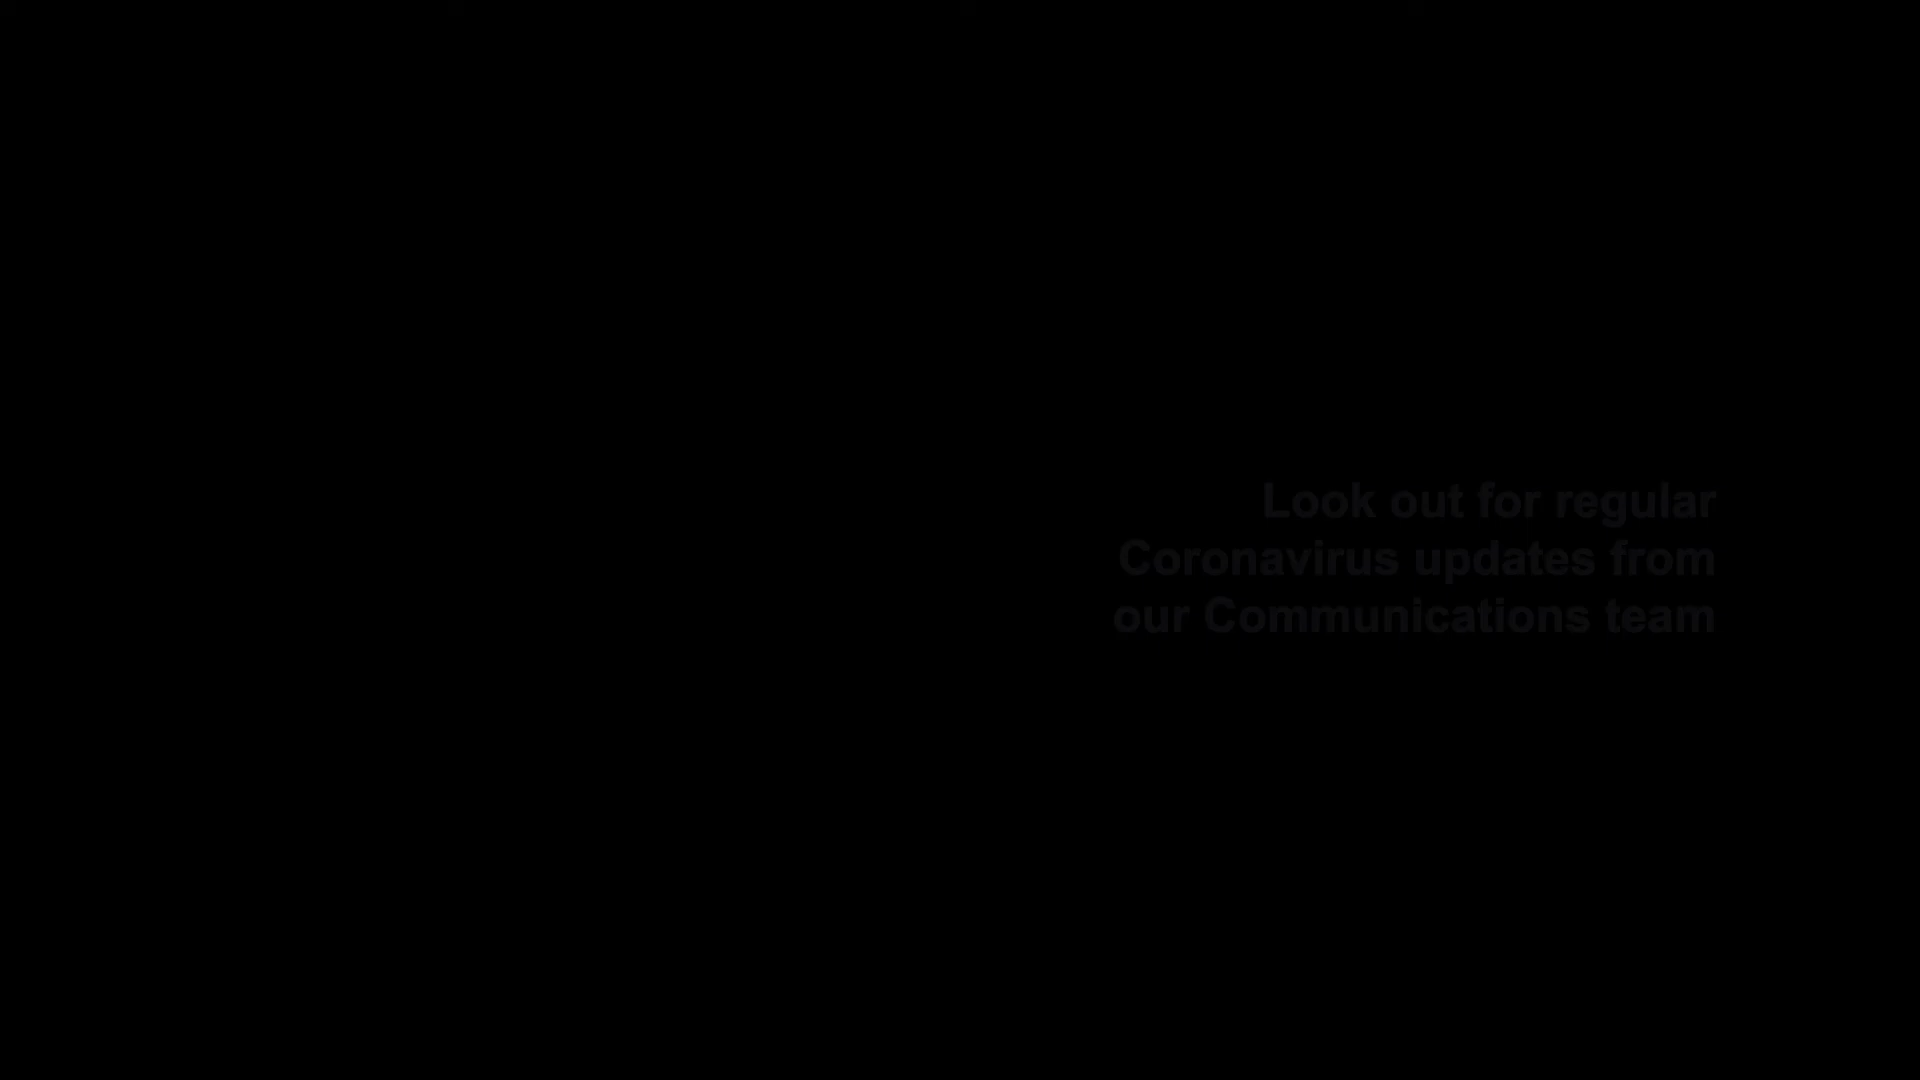 Look out for regular
Coronavirus updates from
our Communications team